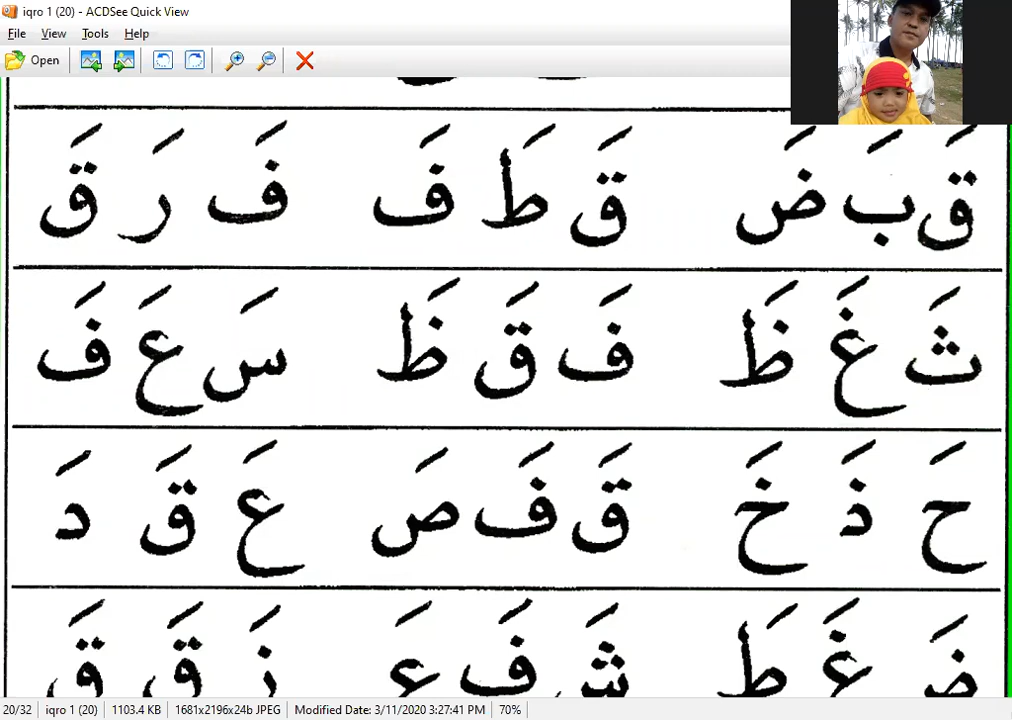 iqro 1 (20) - ACDSee Quick View
File View Tools Help
Open
قَ بَ ضَ قَ طَ فَ فَ رَ قَ
ثَ غَ ظَ فَ قَ ظَ سَ عَ فَ
حَ ذَ خَ قَ فَ صَ عَ قَ دَ
ضَ غَ طَ شَ فَ عَ زَ قَ قَ
20/32 iqro 1 (20) 1103.4 KB 1681x2196x24b JPEG Modified Date: 3/11/2020 3:27:41 PM 70%